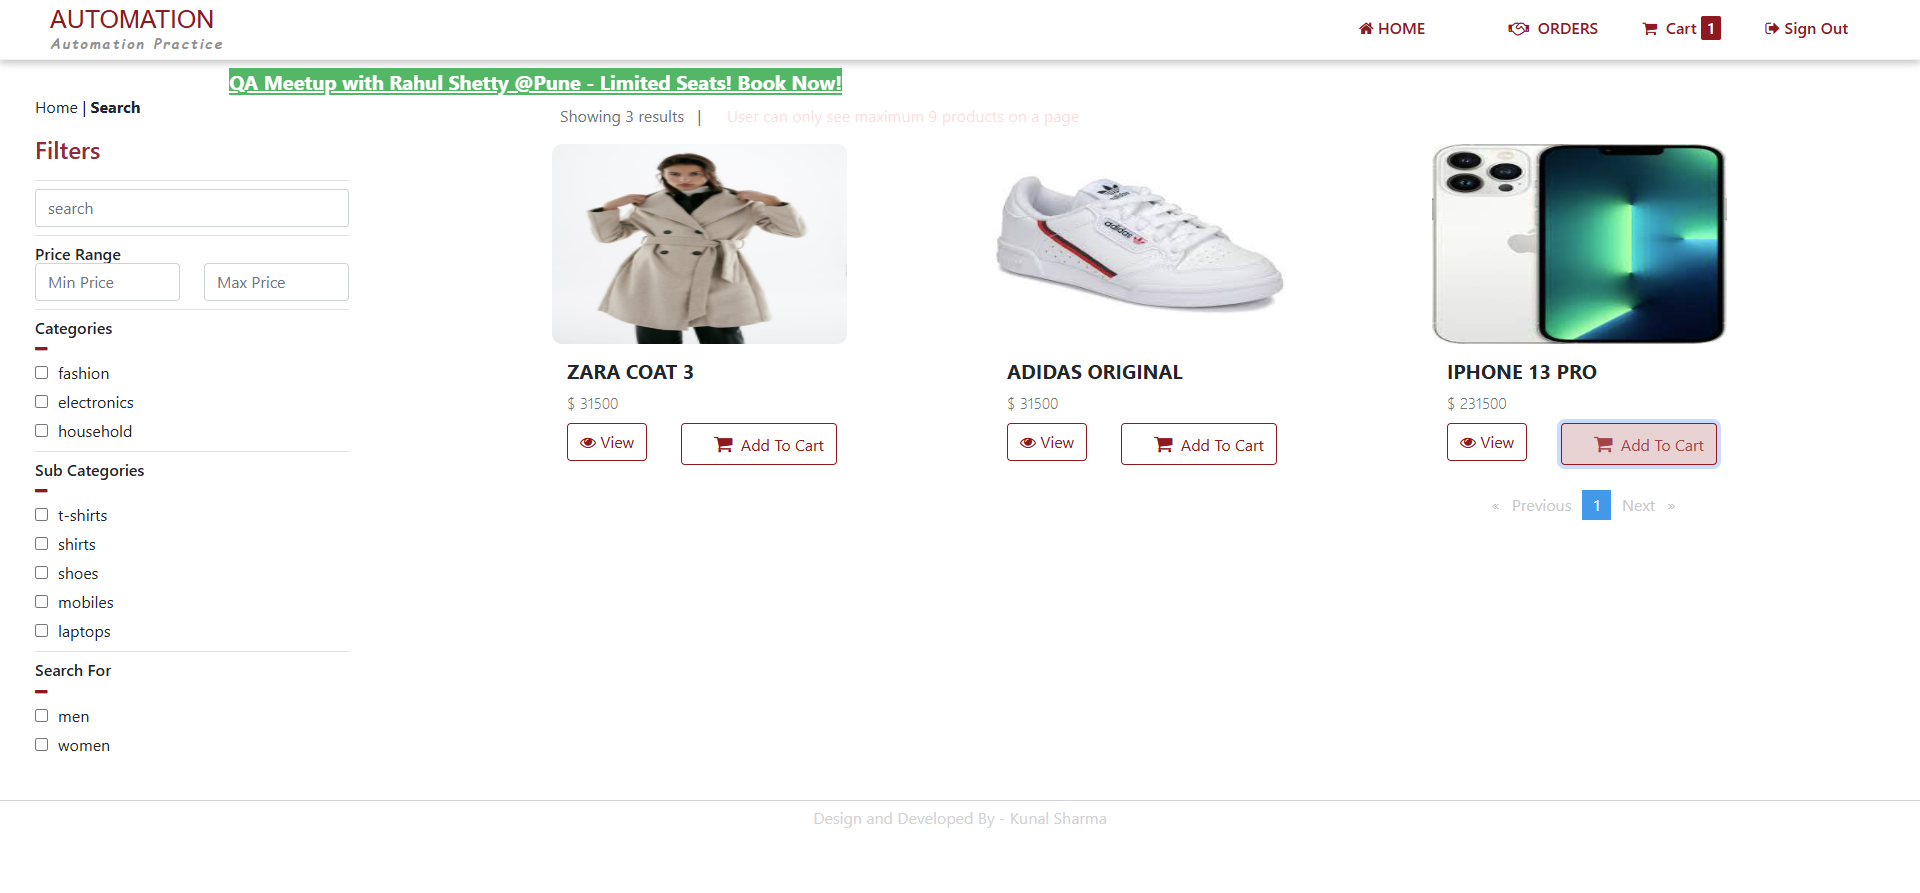 AUTOMATION
Automation Practice
HOME
ORDERS
Cart 1
Sign Out
QA Meetup with Rahul Shetty @Pune - Limited Seats! Book Now!
Home | Search
Showing 3 results |
User can only see maximum 9 products on a page
Filters
search
Price Range
Min Price
Max Price
Categories
fashion
electronics
household
Sub Categories
t-shirts
shirts
shoes
mobiles
laptops
Search For
men
women
adidas
ZARA COAT 3
$ 31500
View
Add To Cart
ADIDAS ORIGINAL
$ 31500
View
Add To Cart
IPHONE 13 PRO
$ 231500
View
Add To Cart
« Previous 1 Next »
Design and Developed By - Kunal Sharma